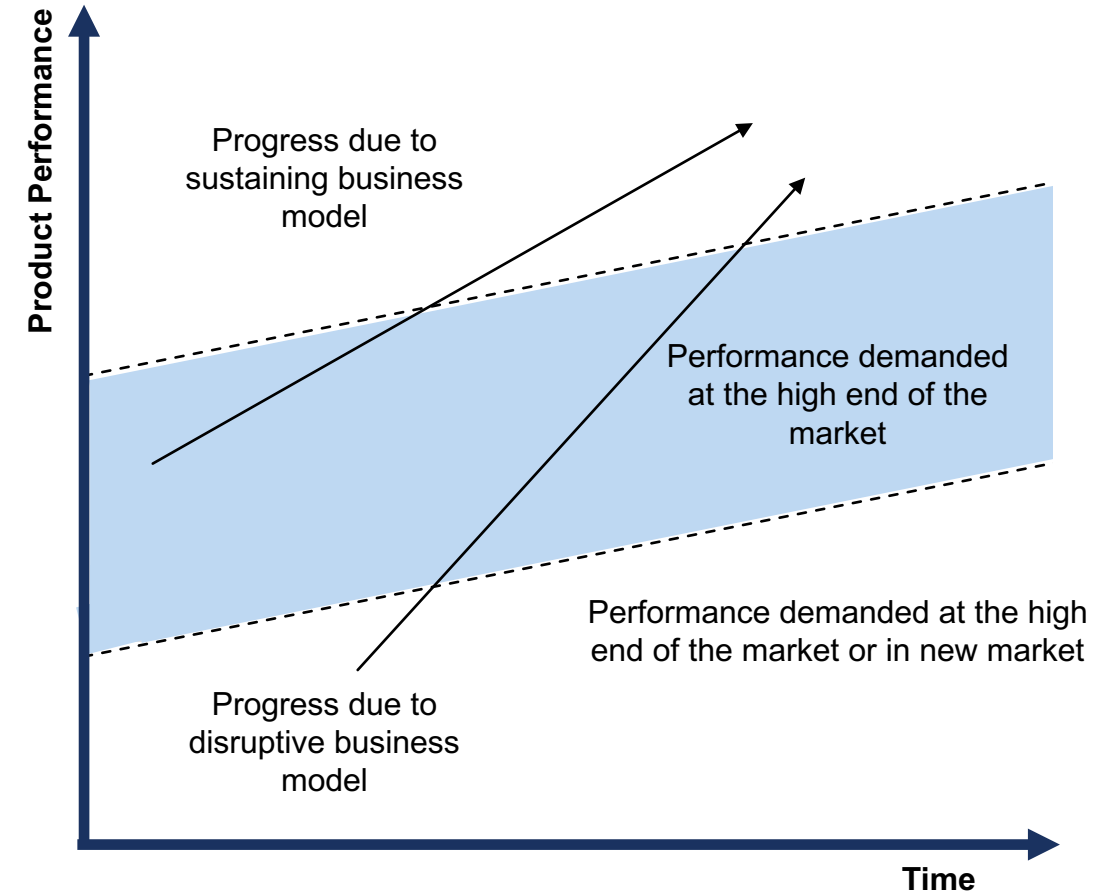 Product Performance
Progress due to
sustaining business
model
Performance demanded
at the high end of the
market
Performance demanded at the high
end of the market or in new market
Progress due to
disruptive business
model
Time